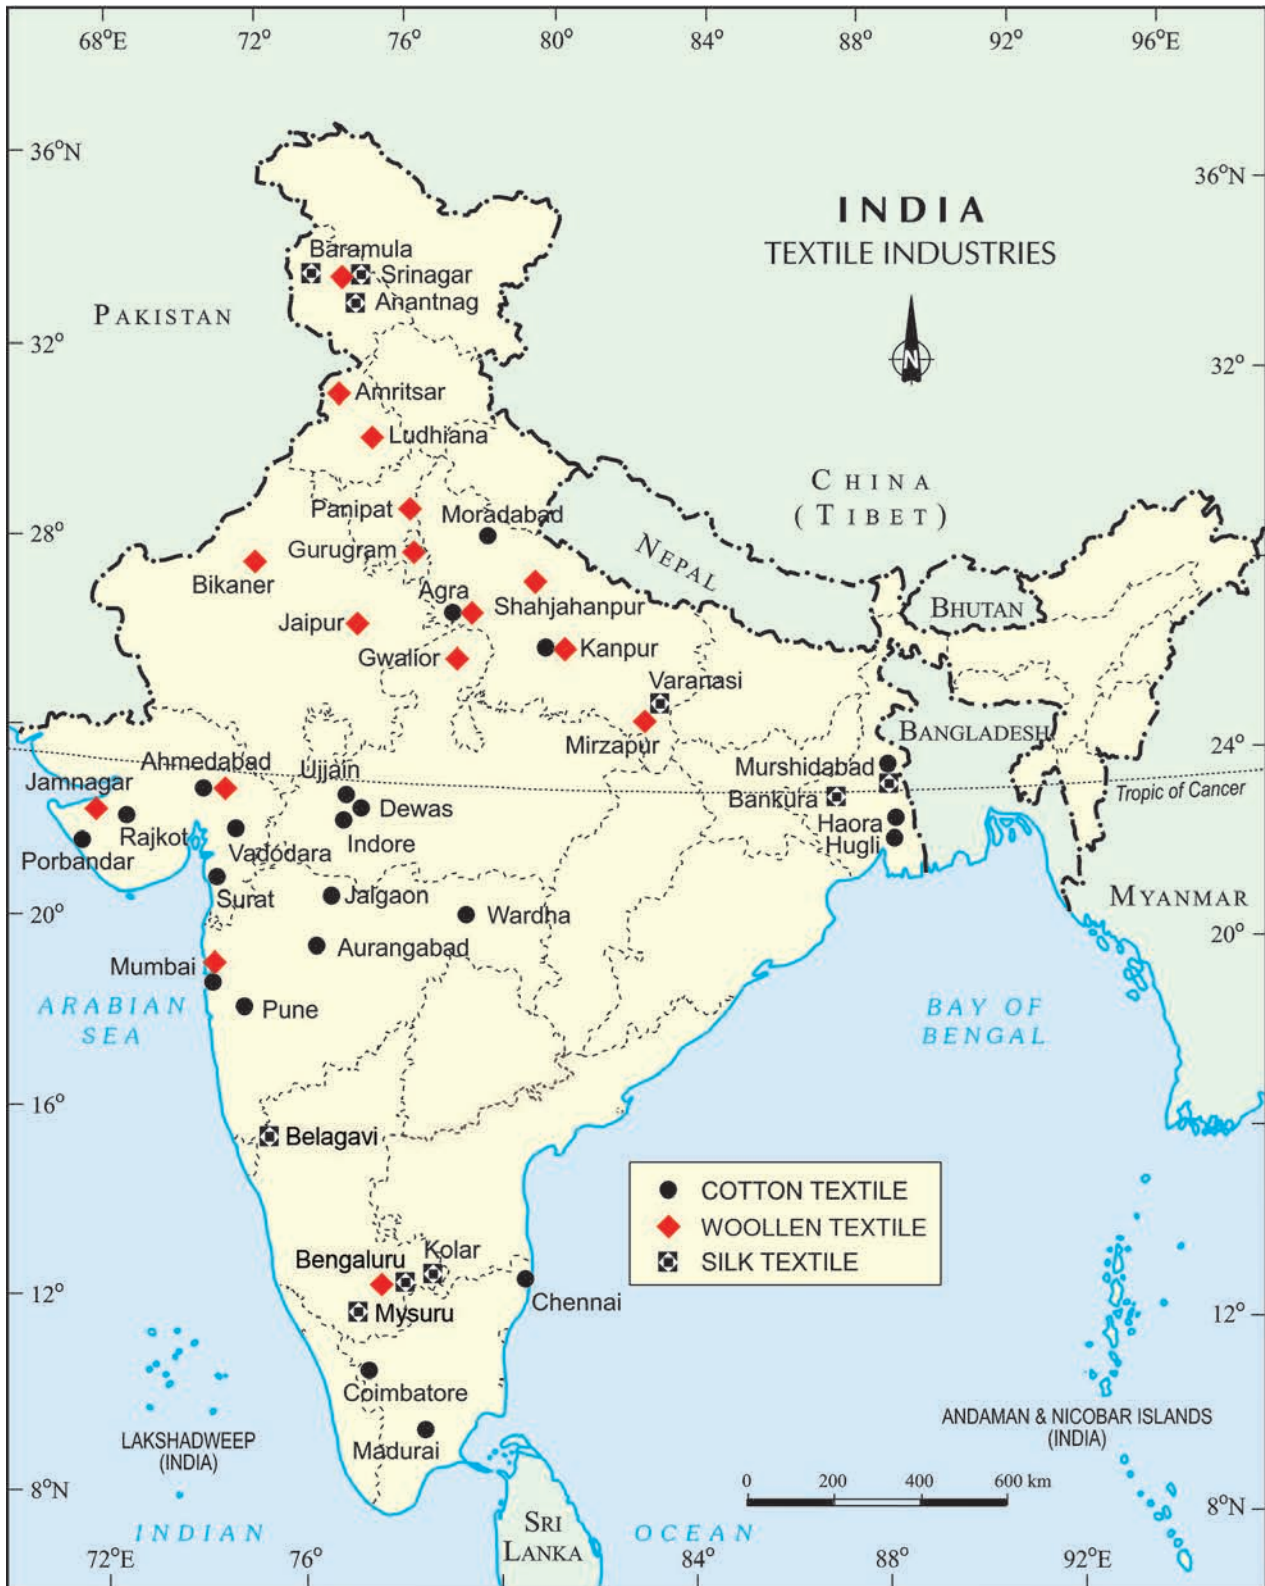 68°E 72° 76° 80° 84° 88° 92° 96°E
36°N
36°N
INDIA
TEXTILE INDUSTRIES
Baramula
Srinagar
Anantnag
PAKISTAN
N
32°
32°
Amritsar
Ludhiana
CHINA
(TIBET)
Panipat
Moradabad
28°
28°
Gurugram
NEPAL
Bikaner
Agra
Shahjahanpur
BHUTAN
Jaipur
Kanpur
Gwalior
Varanasi
Mirzapur
BANGLADESH
24°
Ahmedabad
Ujjain
Murshidabad
Jamnagar
Dewas
Bankura
Tropic of Cancer
Rajkot
Haora
Porbandar
Vadodara
Indore
Hugli
Surat
Jalgaon
MYANMAR
20°
Wardha
20°
Aurangabad
Mumbai
ARABIAN
SEA
Pune
BAY OF
BENGAL
16°
Belagavi
COTTON TEXTILE
WOOLLEN TEXTILE
SILK TEXTILE
Bengaluru
Kolar
12°
Chennai
12°
Mysuru
Coimbatore
LAKSHADWEEP
(INDIA)
Madurai
ANDAMAN & NICOBAR ISLANDS
(INDIA)
0 200 400 600 km
8°N
8°N
SRI
LANKA
INDIAN OCEAN
72°E 76° 84° 88° 92°E